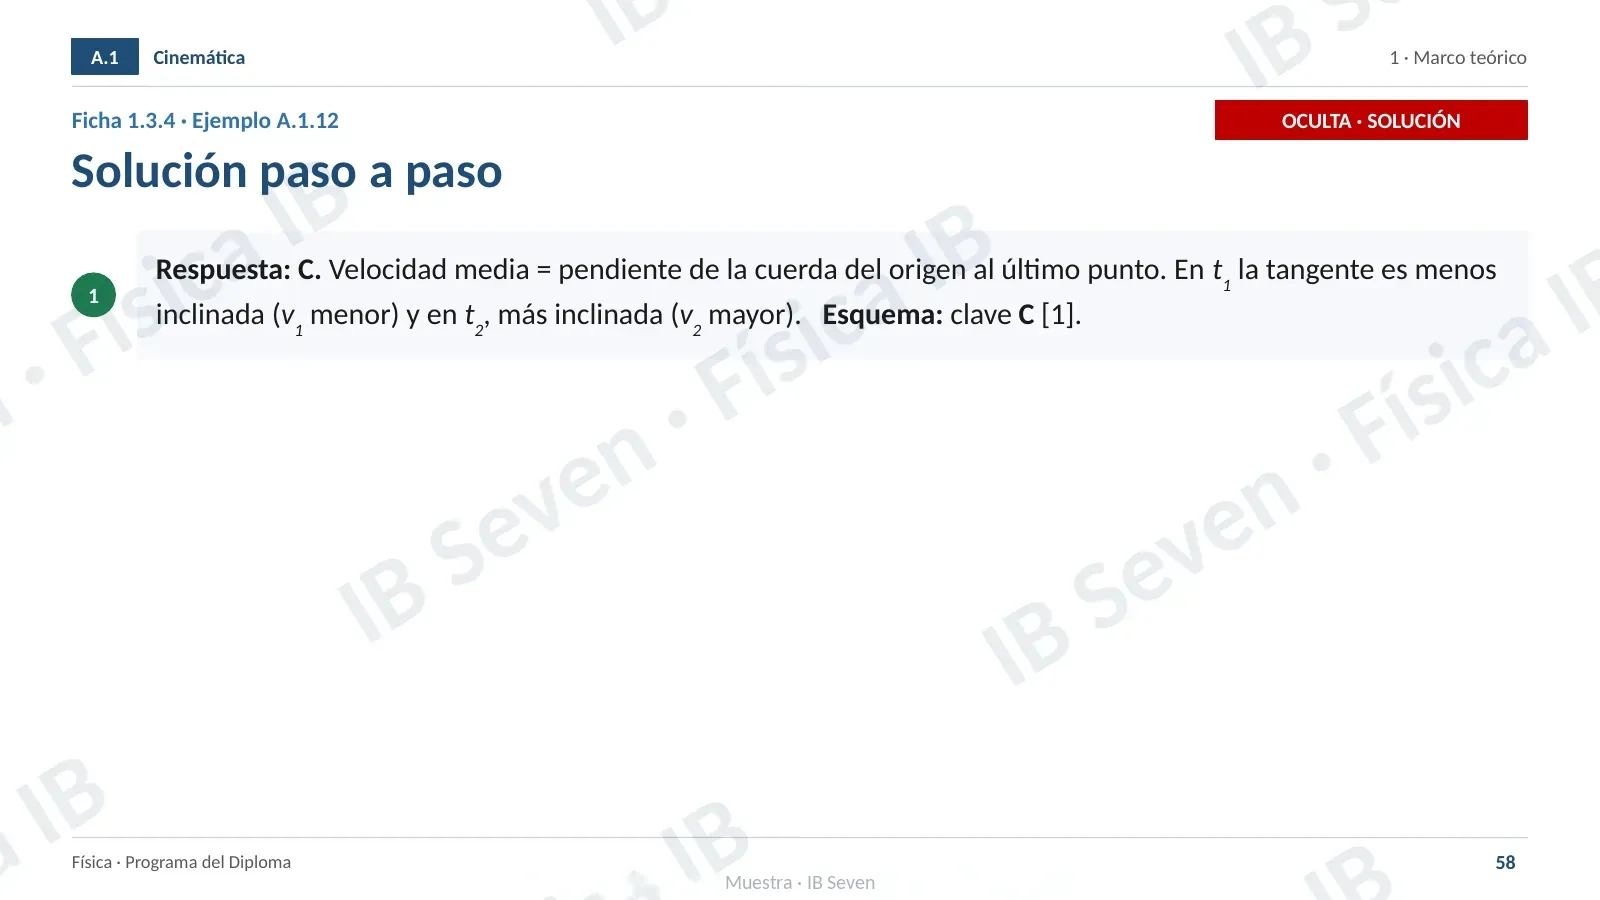 A.1 Cinemática 1 · Marco teórico
Ficha 1.3.4 · Ejemplo A.1.12 OCULTA · SOLUCIÓN
Solución paso a paso
1
Respuesta: C. Velocidad media = pendiente de la cuerda del origen al último punto. En t1 la tangente es menos
inclinada (v1 menor) y en t2, más inclinada (v2 mayor). Esquema: clave C [1].
IB Seven · Física IB
IB Seven · Física IB
Física · Programa del Diploma 58
Muestra · IB Seven